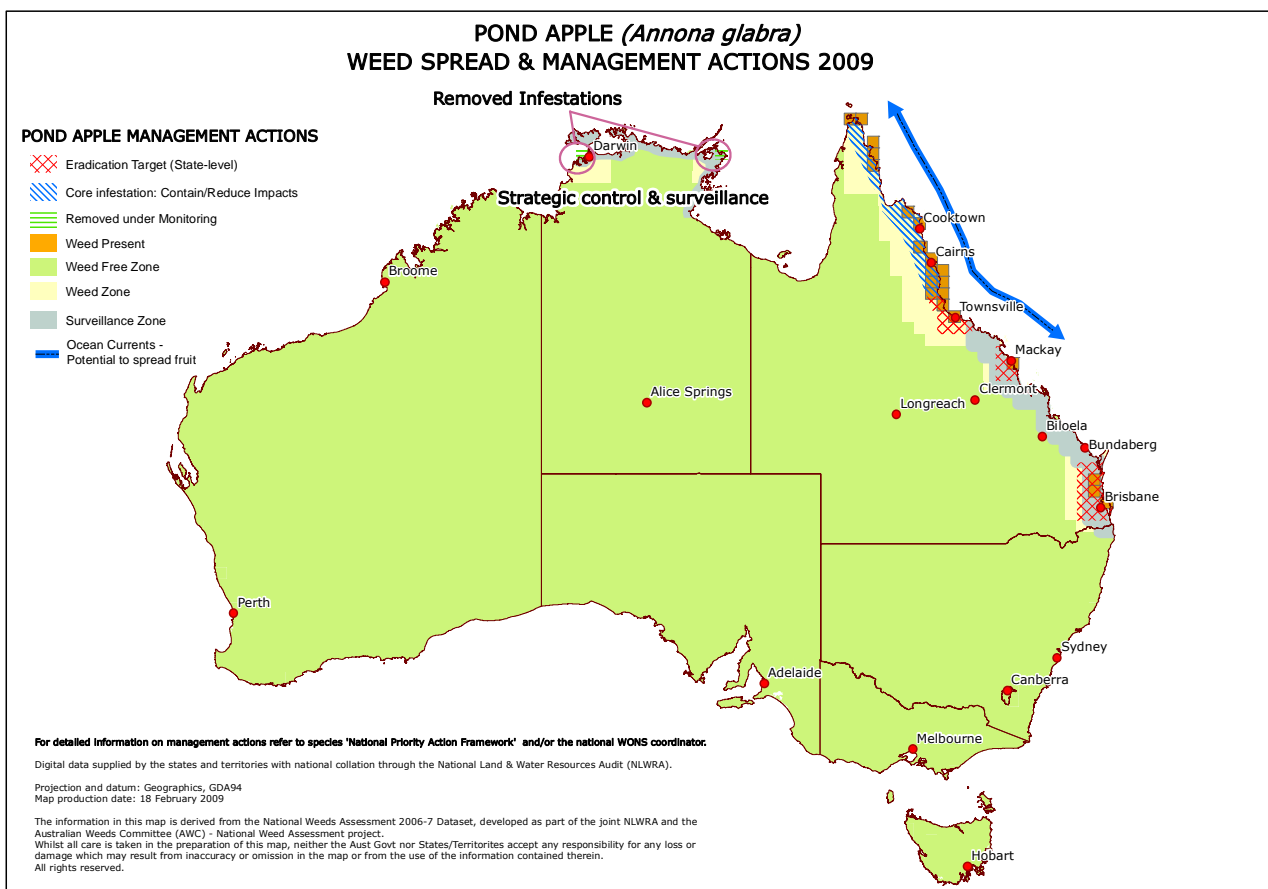 POND APPLE (Annona glabra)
WEED SPREAD & MANAGEMENT ACTIONS 2009
Removed Infestations
POND APPLE MANAGEMENT ACTIONS
Eradication Target (State-level)
Core infestation: Contain/Reduce Impacts
Removed under Monitoring
Weed Present
Weed Free Zone
Weed Zone
Surveillance Zone
Ocean Currents -
Potential to spread fruit
Darwin
Strategic control & surveillance
Cooktown
Cairns
Broome
Townsville
Mackay
Alice Springs
Clermont
Longreach
Biloela
Bundaberg
Brisbane
Perth
Sydney
Adelaide
Canberra
Melbourne
Hobart
For detailed information on management actions refer to species 'National Priority Action Framework' and/or the national WONS coordinator.
Digital data supplied by the states and territories with national collation through the National Land & Water Resources Audit (NLWRA).
Projection and datum: Geographics, GDA94
Map production date: 18 February 2009
The information in this map is derived from the National Weeds Assessment 2006-7 Dataset, developed as part of the joint NLWRA and the
Australian Weeds Committee (AWC) - National Weed Assessment project.
Whilst all care is taken in the preparation of this map, neither the Aust Govt nor States/Territorites accept any responsibility for any loss or
damage which may result from inaccuracy or omission in the map or from the use of the information contained therein.
All rights reserved.